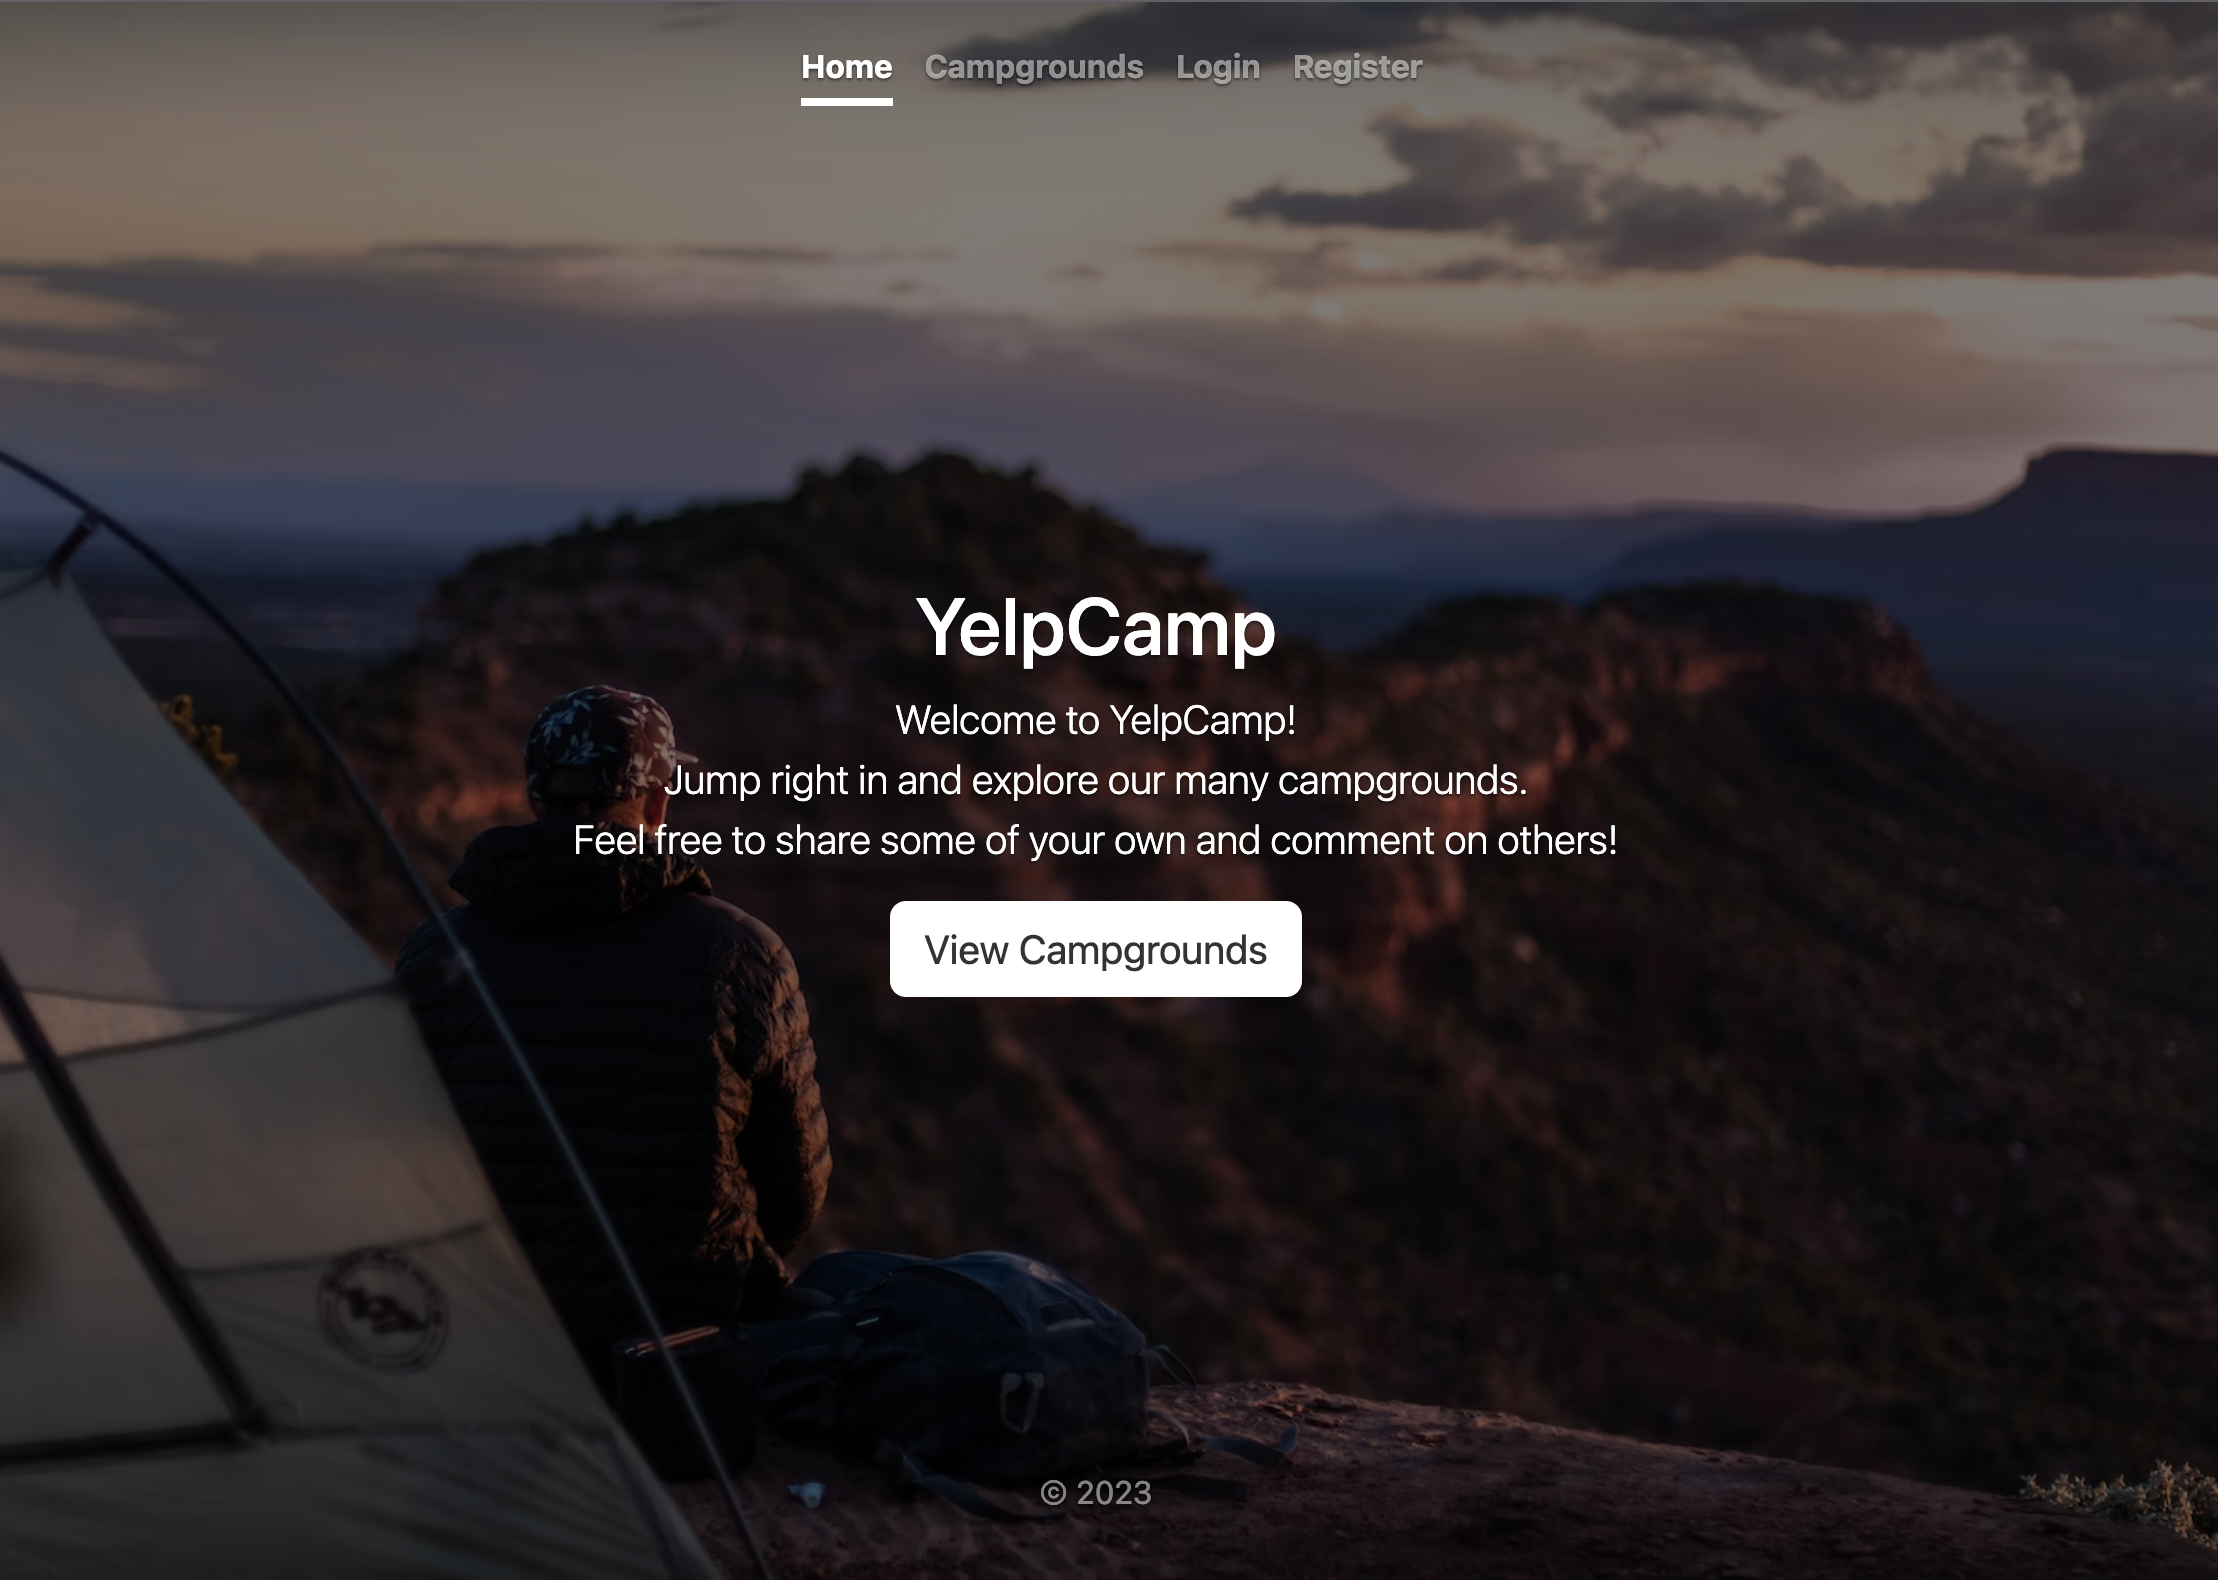 Home Campgrounds Login Register
YelpCamp
Welcome to YelpCamp!
Jump right in and explore our many campgrounds.
Feel free to share some of your own and comment on others!
View Campgrounds
© 2023